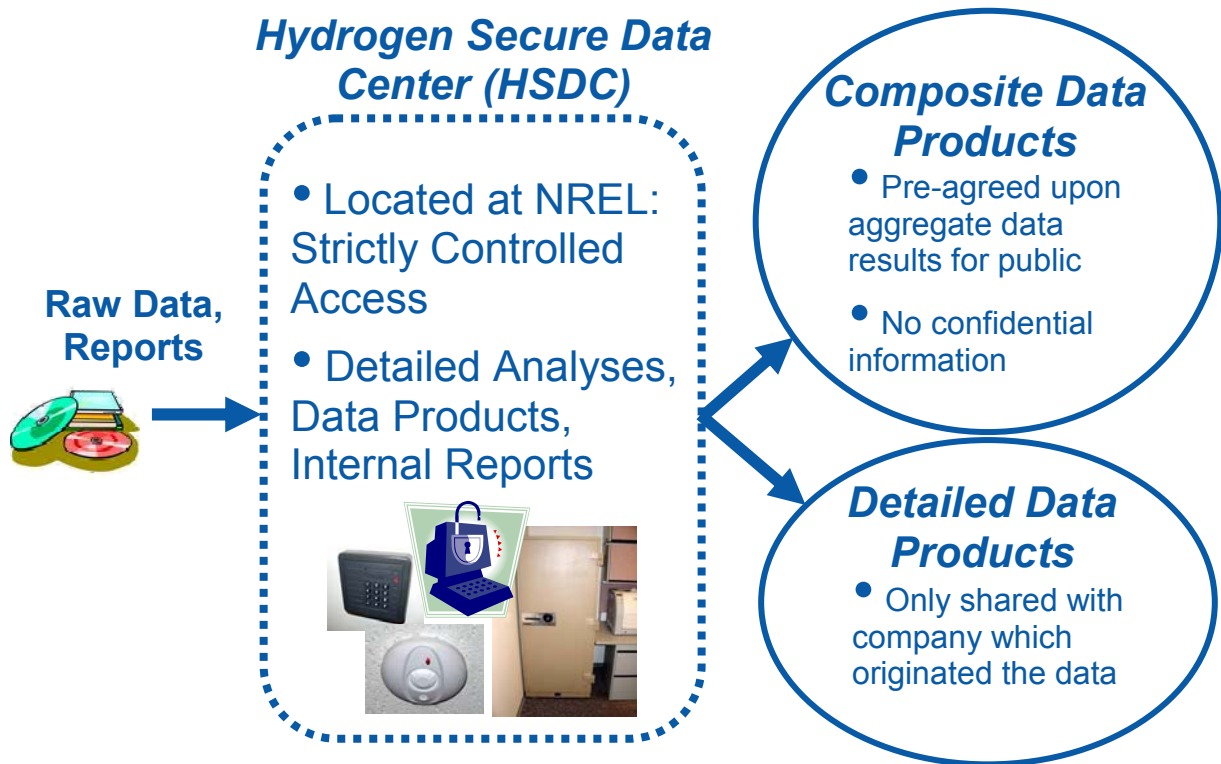 Hydrogen Secure Data
Center (HSDC)
Raw Data,
Reports
• Located at NREL:
Strictly Controlled
Access
• Detailed Analyses,
Data Products,
Internal Reports
Composite Data
Products
• Pre-agreed upon
aggregate data
results for public
• No confidential
information
Detailed Data
Products
• Only shared with
company which
originated the data